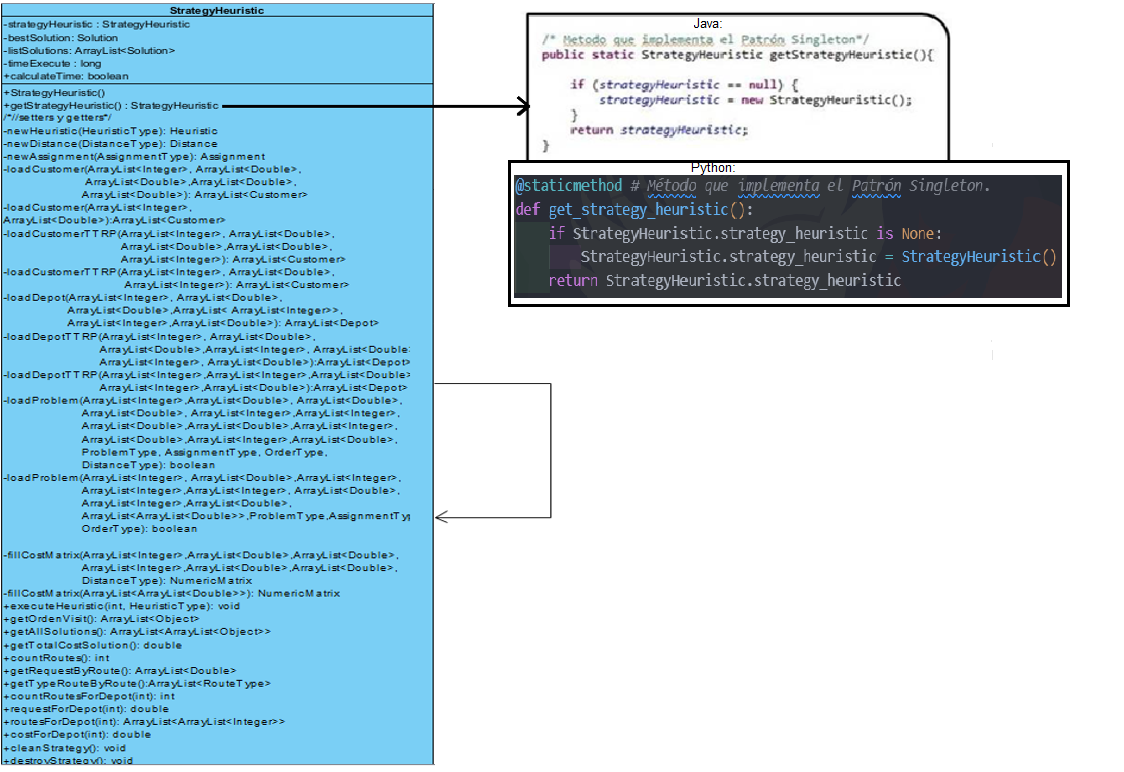 StrategyHeuristic
-strategyHeuristic : StrategyHeuristic
-bestSolution: Solution
-listSolutions: ArrayList<Solution>
-timeExecute : long
+calculateTime: boolean
+StrategyHeuristic()
+getStrategyHeuristic() : StrategyHeuristic
/*//setters y getters*/
-newHeuristic(HeuristicType): Heuristic
-newDistance(DistanceType): Distance
-newAssignment(AssignmentType): Assignment
-loadCustomer(ArrayList<Integer>, ArrayList<Double>,
ArrayList<Double>,ArrayList<Double>,
ArrayList<Double>): ArrayList<Customer>
-loadCustomer(ArrayList<Integer>,
ArrayList<Double>):ArrayList<Customer>
-loadCustomerTTRP(ArrayList<Integer>, ArrayList<Double>,
ArrayList<Double>,ArrayList<Double>,
ArrayList<Integer>): ArrayList<Customer>
-loadCustomerTTRP(ArrayList<Integer>, ArrayList<Double>,
ArrayList<Integer>): ArrayList<Customer>
-loadDepot(ArrayList<Integer>, ArrayList<Double>,
ArrayList<Double>,ArrayList< ArrayList<Integer>>,
ArrayList<Integer>,ArrayList<Double>): ArrayList<Depot>
-loadDepotTTRP(ArrayList<Integer>, ArrayList<Double>,
ArrayList<Double>,ArrayList<Integer>, ArrayList<Double>
ArrayList<Integer>, ArrayList<Double>):ArrayList<Depot>
-loadDepotTTRP(ArrayList<Integer>,ArrayList<Integer>,ArrayList<Double>
ArrayList<Integer>,ArrayList<Double>):ArrayList<Depot>
-loadProblem(ArrayList<Integer>,ArrayList<Double>, ArrayList<Double>,
ArrayList<Double>, ArrayList<Integer>,ArrayList<Integer>,
ArrayList<Double>,ArrayList<Double>,ArrayList<Integer>,
ArrayList<Double>,ArrayList<Integer>,ArrayList<Double>,
ProblemType, AssignmentType, OrderType,
DistanceType): boolean
-loadProblem(ArrayList<Integer>, ArrayList<Double>,ArrayList<Integer>,
ArrayList<Integer>,ArrayList<Integer>, ArrayList<Double>,
ArrayList<Integer>,ArrayList<Double>,
ArrayList<ArrayList<Double>>,ProblemType,AssignmentTyp
OrderType): boolean
-fillCostMatrix(ArrayList<Integer>,ArrayList<Double>,ArrayList<Double>,
ArrayList<Integer>,ArrayList<Double>,ArrayList<Double>,
DistanceType): NumericMatrix
-fillCostMatrix(ArrayList<ArrayList<Double>>): NumericMatrix
+executeHeuristic(int, HeuristicType): void
+getOrdenVisit(): ArrayList<Object>
+getAllSolutions(): ArrayList<ArrayList<Object>>
+getTotalCostSolution(): double
+countRoutes(): int
+getRequestByRoute(): ArrayList<Double>
+getTypeRouteByRoute():ArrayList<RouteType>
+countRoutesForDepot(int): int
+requestForDepot(int): double
+routesForDepot(int): ArrayList<ArrayList<Integer>>
+costForDepot(int): double
+cleanStrategy(): void
+destroyStrategy(): void
Java:
/* Metodo que implementa el Patrón Singleton*/
public static StrategyHeuristic getStrategyHeuristic(){
if (strategyHeuristic == null) {
strategyHeuristic = new StrategyHeuristic();
}
return strategyHeuristic;
}
Python:
@staticmethod # Método que implementa el Patrón Singleton.
def get_strategy_heuristic():
if StrategyHeuristic.strategy_heuristic is None:
StrategyHeuristic.strategy_heuristic = StrategyHeuristic()
return StrategyHeuristic.strategy_heuristic